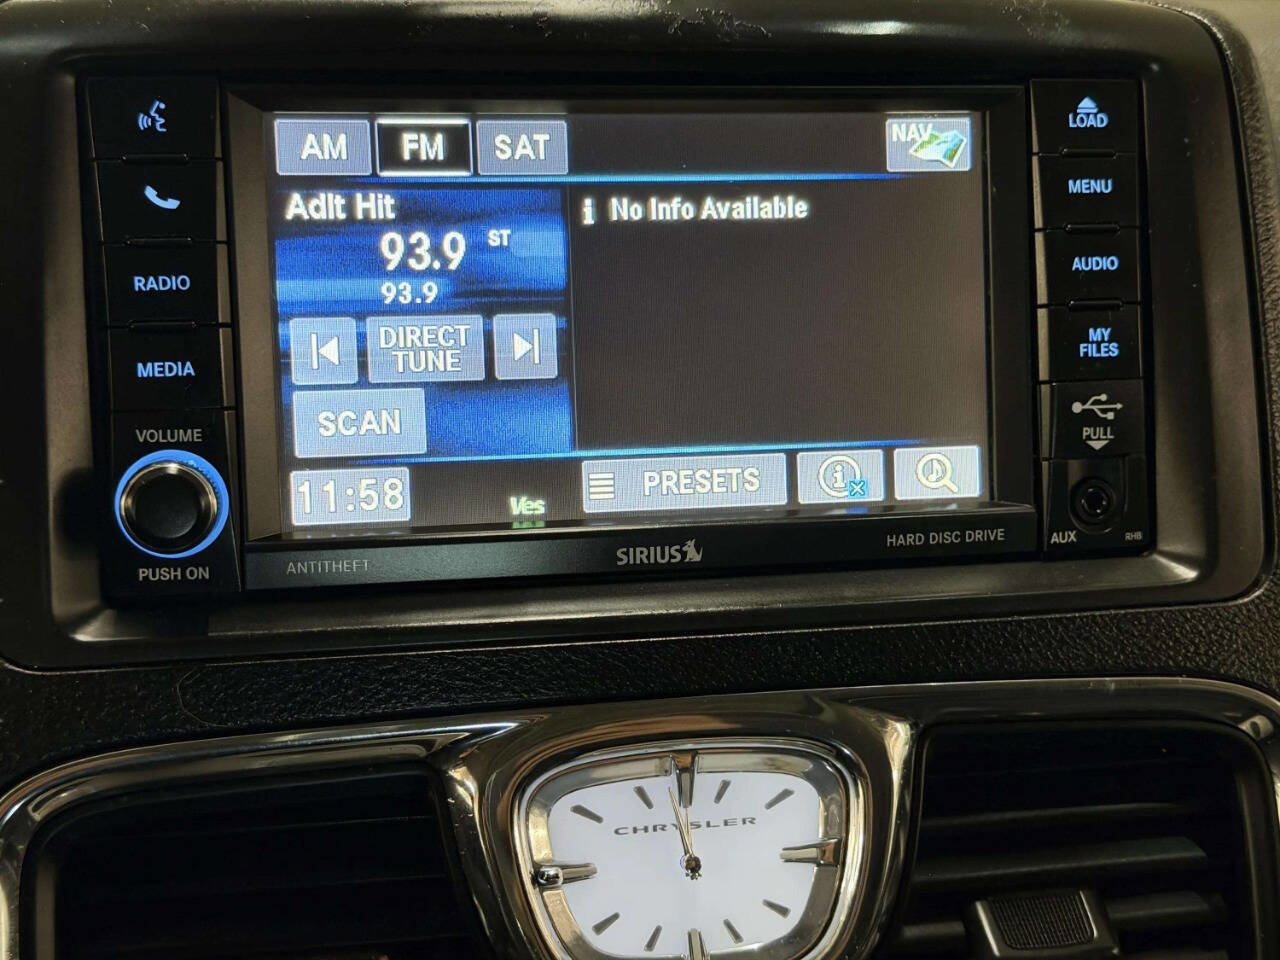 AM FM SAT NAV
Adlt Hit
93.9 ST
93.9
DIRECT
TUNE
SCAN
11:58
Ves
No Info Available
PRESETS
RADIO
MEDIA
VOLUME
PUSH ON
LOAD
MENU
AUDIO
MY
FILES
PULL
AUX RHB
ANTITHEFT
SIRIUS
HARD DISC DRIVE
CHRYSLER